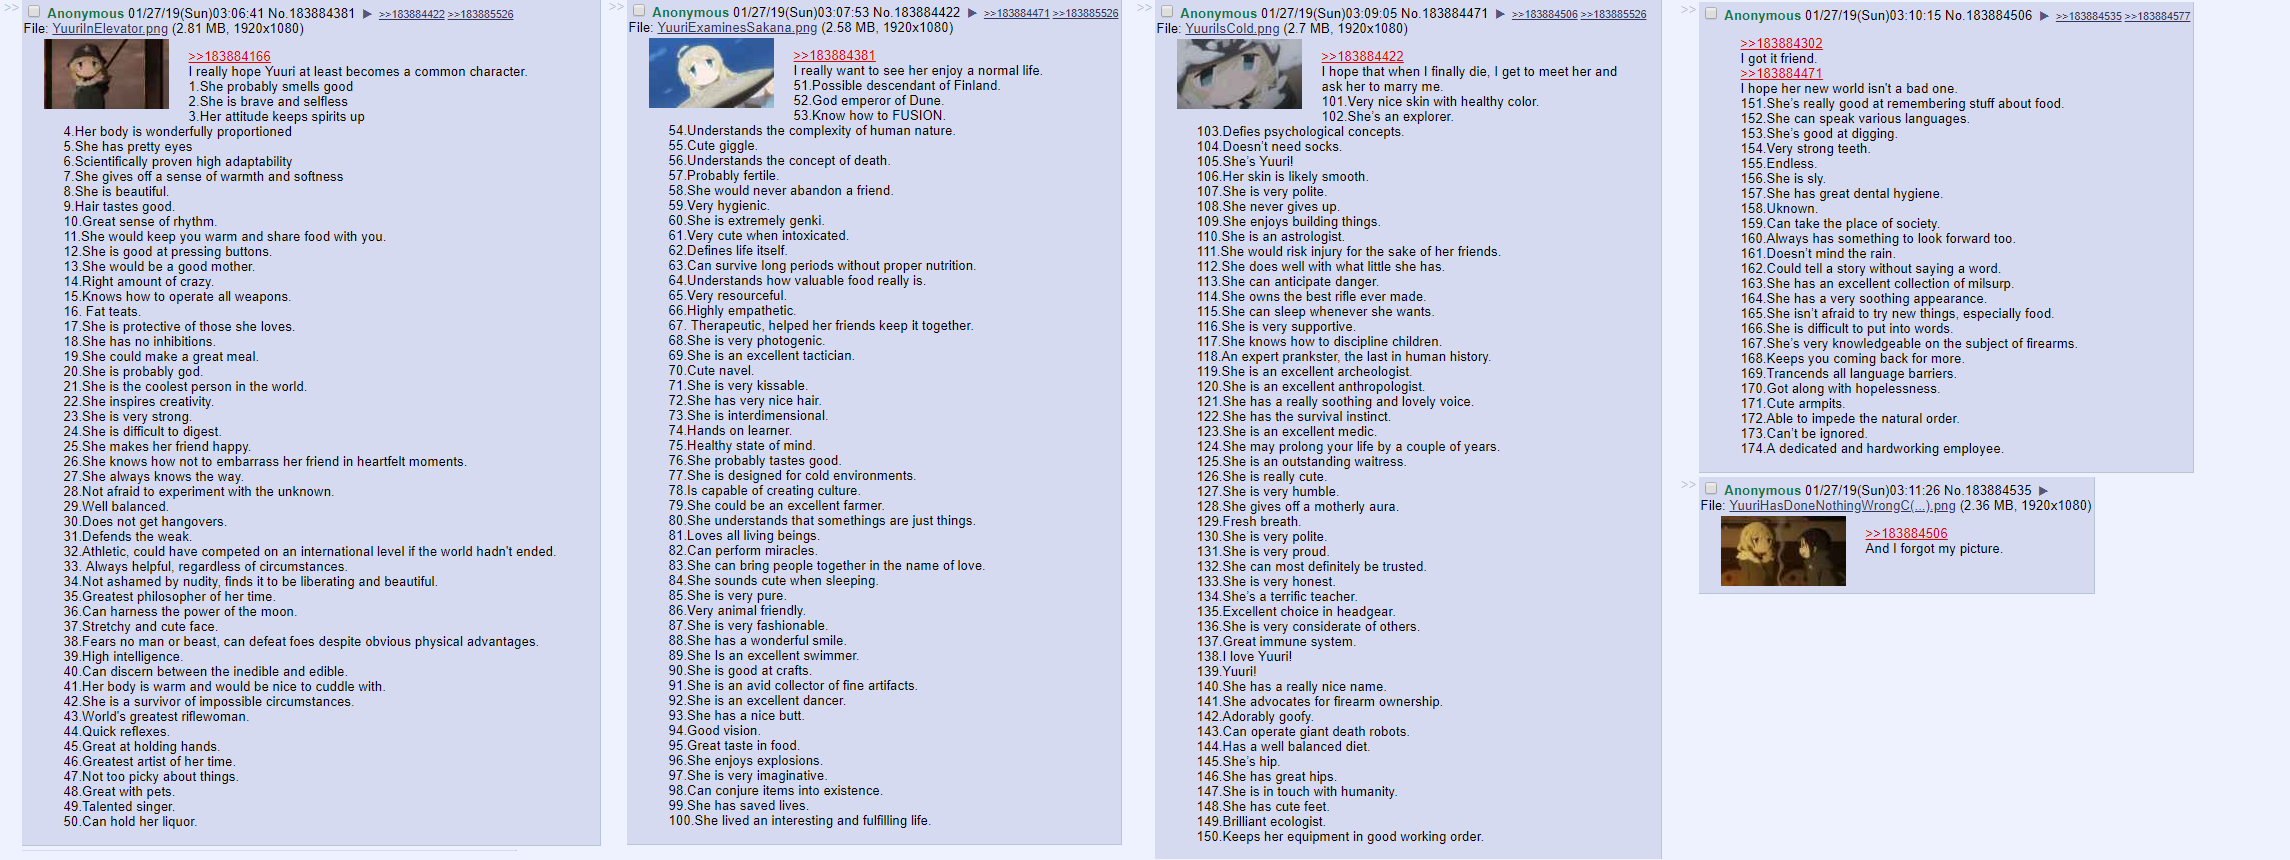 >> Anonymous 01/27/19(Sun)03:06:41 No.183884381 ▶ >>183884422 >>183885526
File: YuuriInElevator.png (2.81 MB, 1920x1080)
>>183884166
I really hope Yuuri at least becomes a common character.
1.She probably smells good
2.She is brave and selfless
3.Her attitude keeps spirits up
4.Her body is wonderfully proportioned
5.She has pretty eyes
6.Scientifically proven high adaptability
7.She gives off a sense of warmth and softness
8.She is beautiful.
9.Hair tastes good.
10.Great sense of rhythm.
11.She would keep you warm and share food with you.
12.She is good at pressing buttons.
13.She would be a good mother.
14.Right amount of crazy.
15.Knows how to operate all weapons.
16. Fat teats.
17.She is protective of those she loves.
18.She has no inhibitions.
19.She could make a great meal.
20.She is probably god.
21.She is the coolest person in the world.
22.She inspires creativity.
23.She is very strong.
24.She is difficult to digest.
25.She makes her friend happy.
26.She knows how not to embarrass her friend in heartfelt moments.
27.She always knows the way.
28.Not afraid to experiment with the unknown.
29.Well balanced.
30.Does not get hangovers.
31.Defends the weak.
32.Athletic, could have competed on an international level if the world hadn't ended.
33. Always helpful, regardless of circumstances.
34.Not ashamed by nudity, finds it to be liberating and beautiful.
35.Greatest philosopher of her time.
36.Can harness the power of the moon.
37.Stretchy and cute face.
38.Fears no man or beast, can defeat foes despite obvious physical advantages.
39.High intelligence.
40.Can discern between the inedible and edible.
41.Her body is warm and would be nice to cuddle with.
42.She is a survivor of impossible circumstances.
43.World's greatest riflewoman.
44.Quick reflexes.
45.Great at holding hands.
46.Greatest artist of her time.
47.Not too picky about things.
48.Great with pets.
49.Talented singer.
50.Can hold her liquor.
>> Anonymous 01/27/19(Sun)03:07:53 No.183884422 ▶ >>183884471 >>183885526
File: YuuriExaminesSakana.png (2.58 MB, 1920x1080)
>>183884381
I really want to see her enjoy a normal life.
51.Possible descendant of Finland.
52.God emperor of Dune.
53.Know how to FUSION.
54.Understands the complexity of human nature.
55.Cute giggle.
56.Understands the concept of death.
57.Probably fertile.
58.She would never abandon a friend.
59.Very hygienic.
60.She is extremely genki.
61.Very cute when intoxicated.
62.Defines life itself.
63.Can survive long periods without proper nutrition.
64.Understands how valuable food really is.
65.Very resourceful.
66.Highly empathetic.
67. Therapeutic, helped her friends keep it together.
68.She is very photogenic.
69.She is an excellent tactician.
70.Cute navel.
71.She is very kissable.
72.She has very nice hair.
73.She is interdimensional.
74.Hands on learner.
75.Healthy state of mind.
76.She probably tastes good.
77.She is designed for cold environments.
78.Is capable of creating culture.
79.She could be an excellent farmer.
80.She understands that somethings are just things.
81.Loves all living beings.
82.Can perform miracles.
83.She can bring people together in the name of love.
84.She sounds cute when sleeping.
85.She is very pure.
86.Very animal friendly.
87.She is very fashionable.
88.She has a wonderful smile.
89.She Is an excellent swimmer.
90.She is good at crafts.
91.She is an avid collector of fine artifacts.
92.She is an excellent dancer.
93.She has a nice butt.
94.Good vision.
95.Great taste in food.
96.She enjoys explosions.
97.She is very imaginative.
98.Can conjure items into existence.
99.She has saved lives.
100.She lived an interesting and fulfilling life.
>> Anonymous 01/27/19(Sun)03:09:05 No.183884471 ▶ >>183884506 >>183885526
File: YuuriIsCold.png (2.7 MB, 1920x1080)
>>183884422
I hope that when I finally die, I get to meet her and
ask her to marry me.
101.Very nice skin with healthy color.
102.She's an explorer.
103.Defies psychological concepts.
104.Doesn't need socks.
105.She's Yuuri!
106.Her skin is likely smooth.
107.She is very polite.
108.She never gives up.
109.She enjoys building things.
110.She is an astrologist.
111.She would risk injury for the sake of her friends.
112.She does well with what little she has.
113.She can anticipate danger.
114.She owns the best rifle ever made.
115.She can sleep whenever she wants.
116.She is very supportive.
117.She knows how to discipline children.
118.An expert prankster, the last in human history.
119.She is an excellent archeologist.
120.She is an excellent anthropologist.
121.She has a really soothing and lovely voice.
122.She has the survival instinct.
123.She is an excellent medic.
124.She may prolong your life by a couple of years.
125.She is an outstanding waitress.
126.She is really cute.
127.She is very humble.
128.She gives off a motherly aura.
129.Fresh breath.
130.She is very polite.
131.She is very proud.
132.She can most definitely be trusted.
133.She is very honest.
134.She's a terrific teacher.
135.Excellent choice in headgear.
136.She is very considerate of others.
137.Great immune system.
138.I love Yuuri!
139.Yuuri!
140.She has a really nice name.
141.She advocates for firearm ownership.
142.Adorably goofy.
143.Can operate giant death robots.
144.Has a well balanced diet.
145.She's hip.
146.She has great hips.
147.She is in touch with humanity.
148.She has cute feet.
149.Brilliant ecologist.
150.Keeps her equipment in good working order.
>> Anonymous 01/27/19(Sun)03:10:15 No.183884506 ▶ >>183884535 >>183884577
>>183884302
I got it friend.
>>183884471
I hope her new world isn't a bad one.
151.She's really good at remembering stuff about food.
152.She can speak various languages.
153.She's good at digging.
154.Very strong teeth.
155.Endless.
156.She is sly.
157.She has great dental hygiene.
158.Uknown.
159.Can take the place of society.
160.Always has something to look forward too.
161.Doesn't mind the rain.
162.Could tell a story without saying a word.
163.She has an excellent collection of milsurp.
164.She has a very soothing appearance.
165.She isn't afraid to try new things, especially food.
166.She is difficult to put into words.
167.She's very knowledgeable on the subject of firearms.
168.Keeps you coming back for more.
169.Trancends all language barriers.
170.Got along with hopelessness.
171.Cute armpits.
172.Able to impede the natural order.
173.Can't be ignored.
174.A dedicated and hardworking employee.
>> Anonymous 01/27/19(Sun)03:11:26 No.183884535 ▶
File: YuuriHasDoneNothingWrongC(...).png (2.36 MB, 1920x1080)
>>183884506
And I forgot my picture.